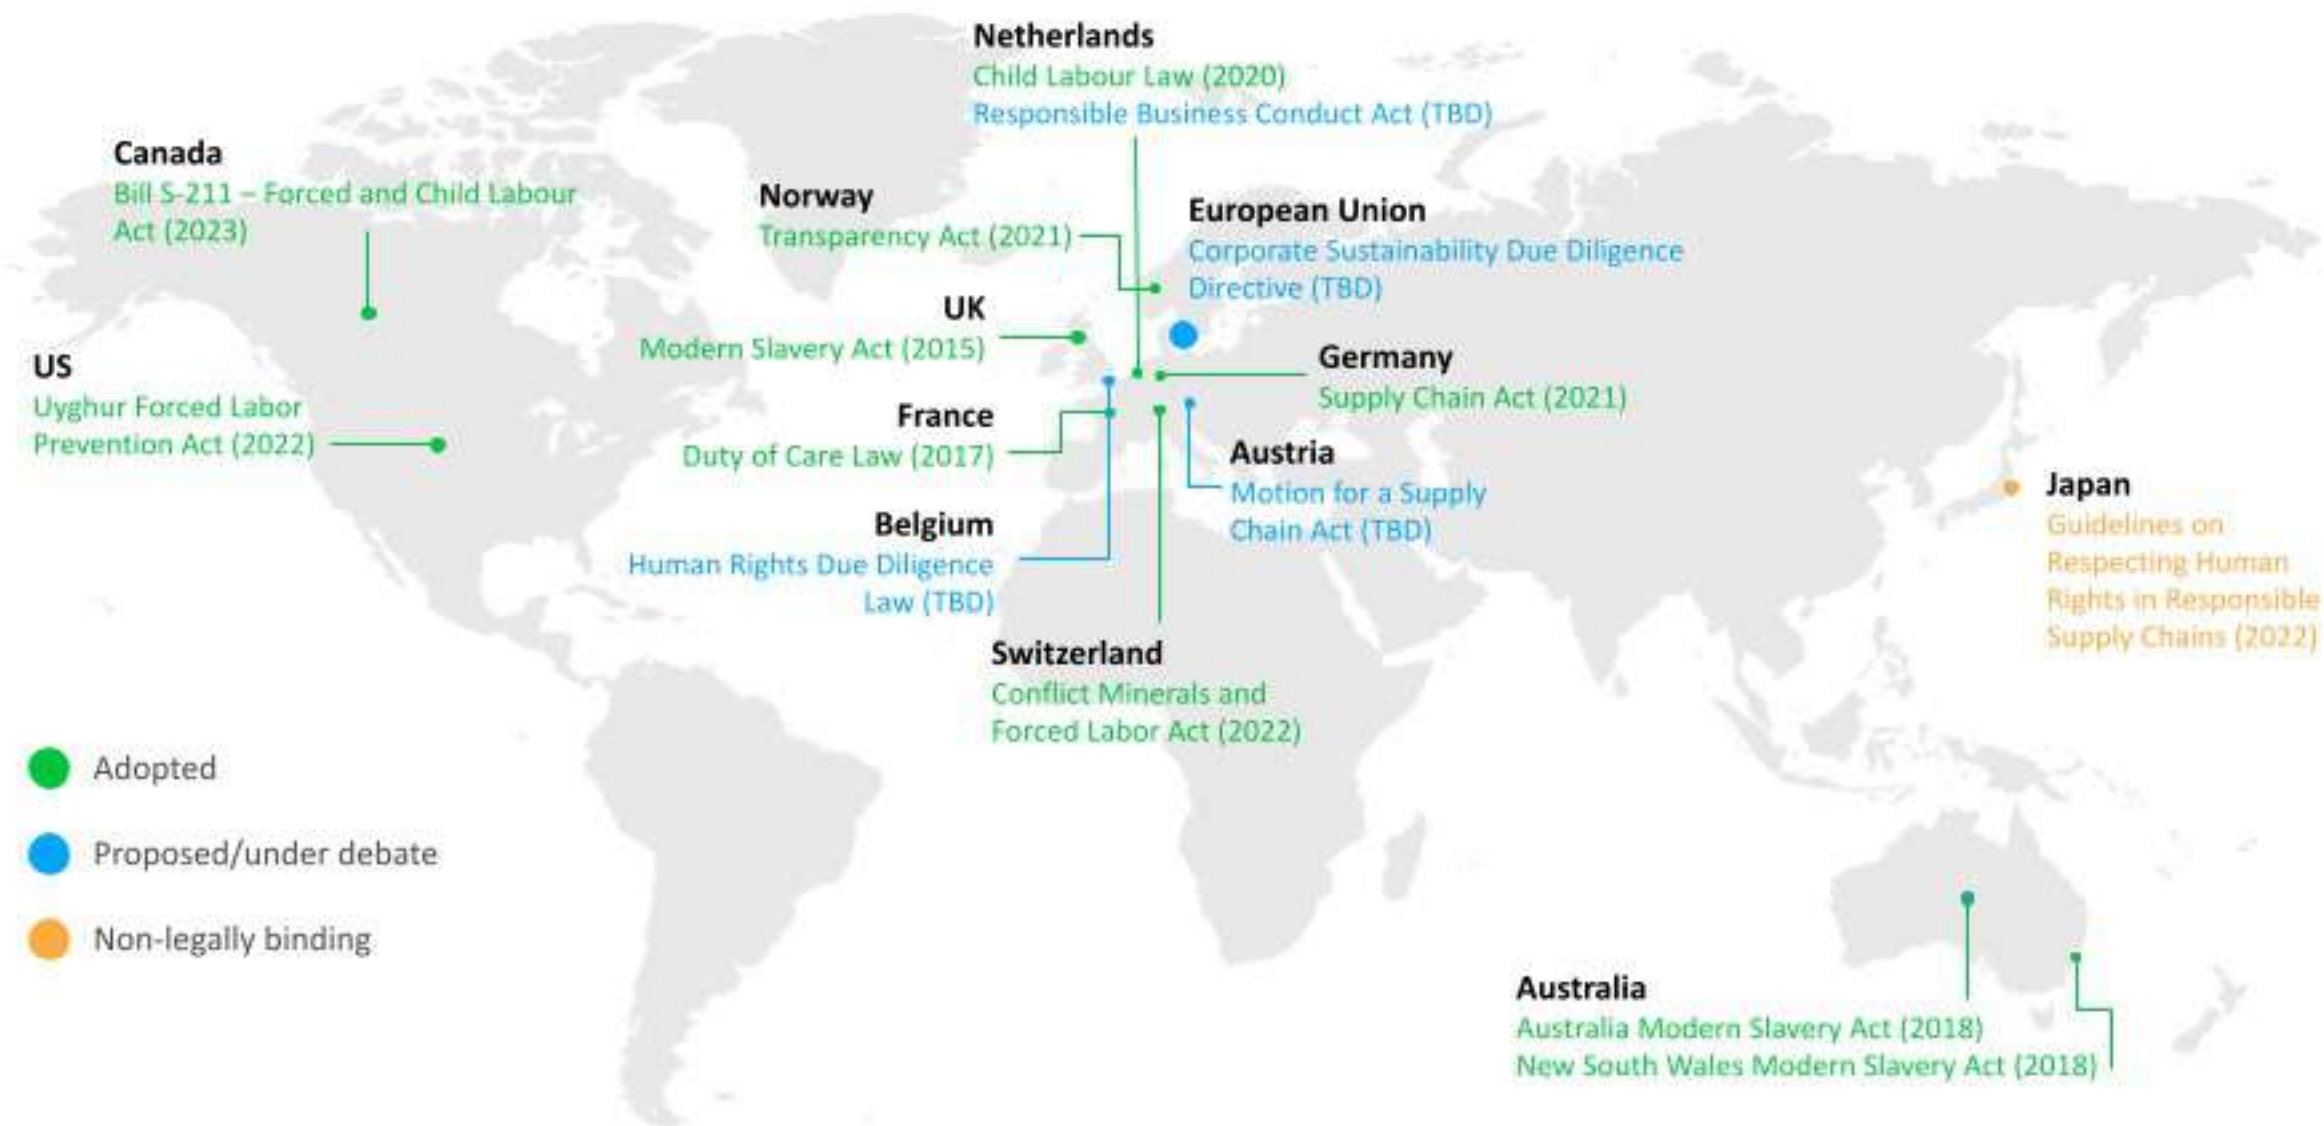 Netherlands
Child Labour Law (2020)
Responsible Business Conduct Act (TBD)
Canada
Bill S-211 – Forced and Child Labour
Act (2023)
Norway
Transparency Act (2021)
European Union
Corporate Sustainability Due Diligence
Directive (TBD)
UK
Modern Slavery Act (2015)
US
Uyghur Forced Labor
Prevention Act (2022)
Germany
Supply Chain Act (2021)
France
Duty of Care Law (2017)
Austria
Motion for a Supply
Chain Act (TBD)
Japan
Guidelines on
Respecting Human
Rights in Responsible
Supply Chains (2022)
Belgium
Human Rights Due Diligence
Law (TBD)
Switzerland
Conflict Minerals and
Forced Labor Act (2022)
Adopted
Proposed/under debate
Non-legally binding
Australia
Australia Modern Slavery Act (2018)
New South Wales Modern Slavery Act (2018)